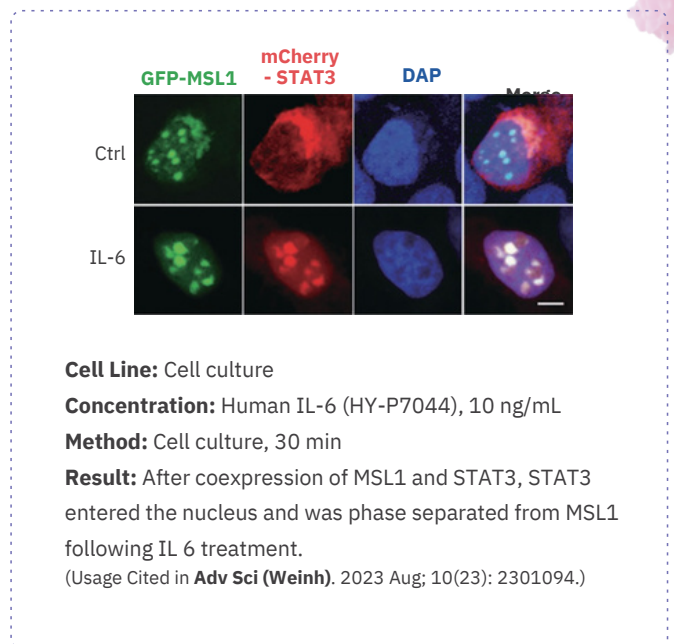 GFP-MSL1 mCherry - STAT3 DAP Merge
Ctrl
IL-6
Cell Line: Cell culture
Concentration: Human IL-6 (HY-P7044), 10 ng/mL
Method: Cell culture, 30 min
Result: After coexpression of MSL1 and STAT3, STAT3
entered the nucleus and was phase separated from MSL1
following IL 6 treatment.
(Usage Cited in Adv Sci (Weinh). 2023 Aug; 10(23): 2301094.)